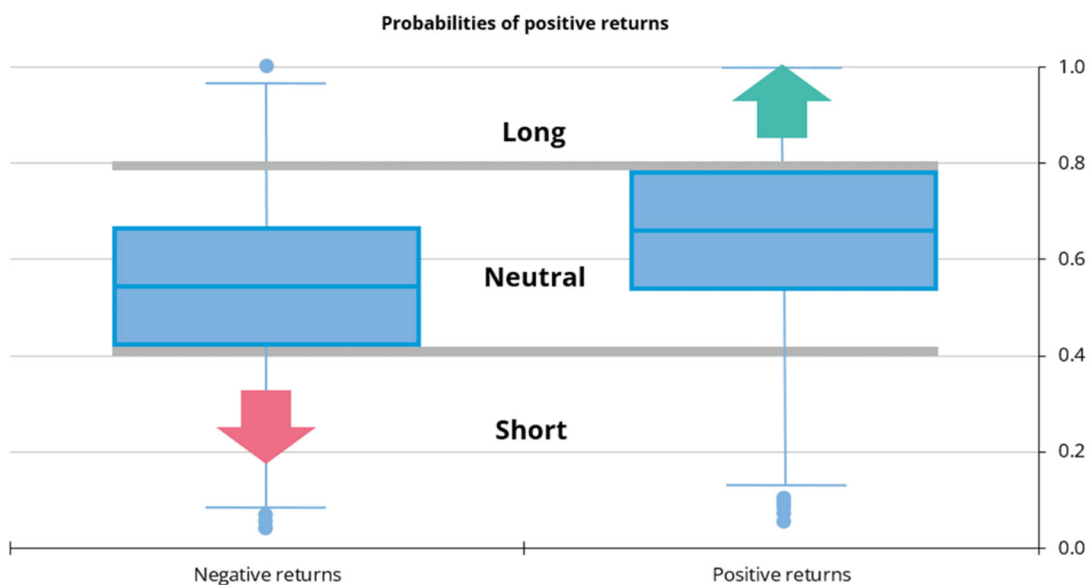 Probabilities of positive returns
1.0
Long
0.8
0.6
Neutral
0.4
Short
0.2
0.0
Negative returns
Positive returns